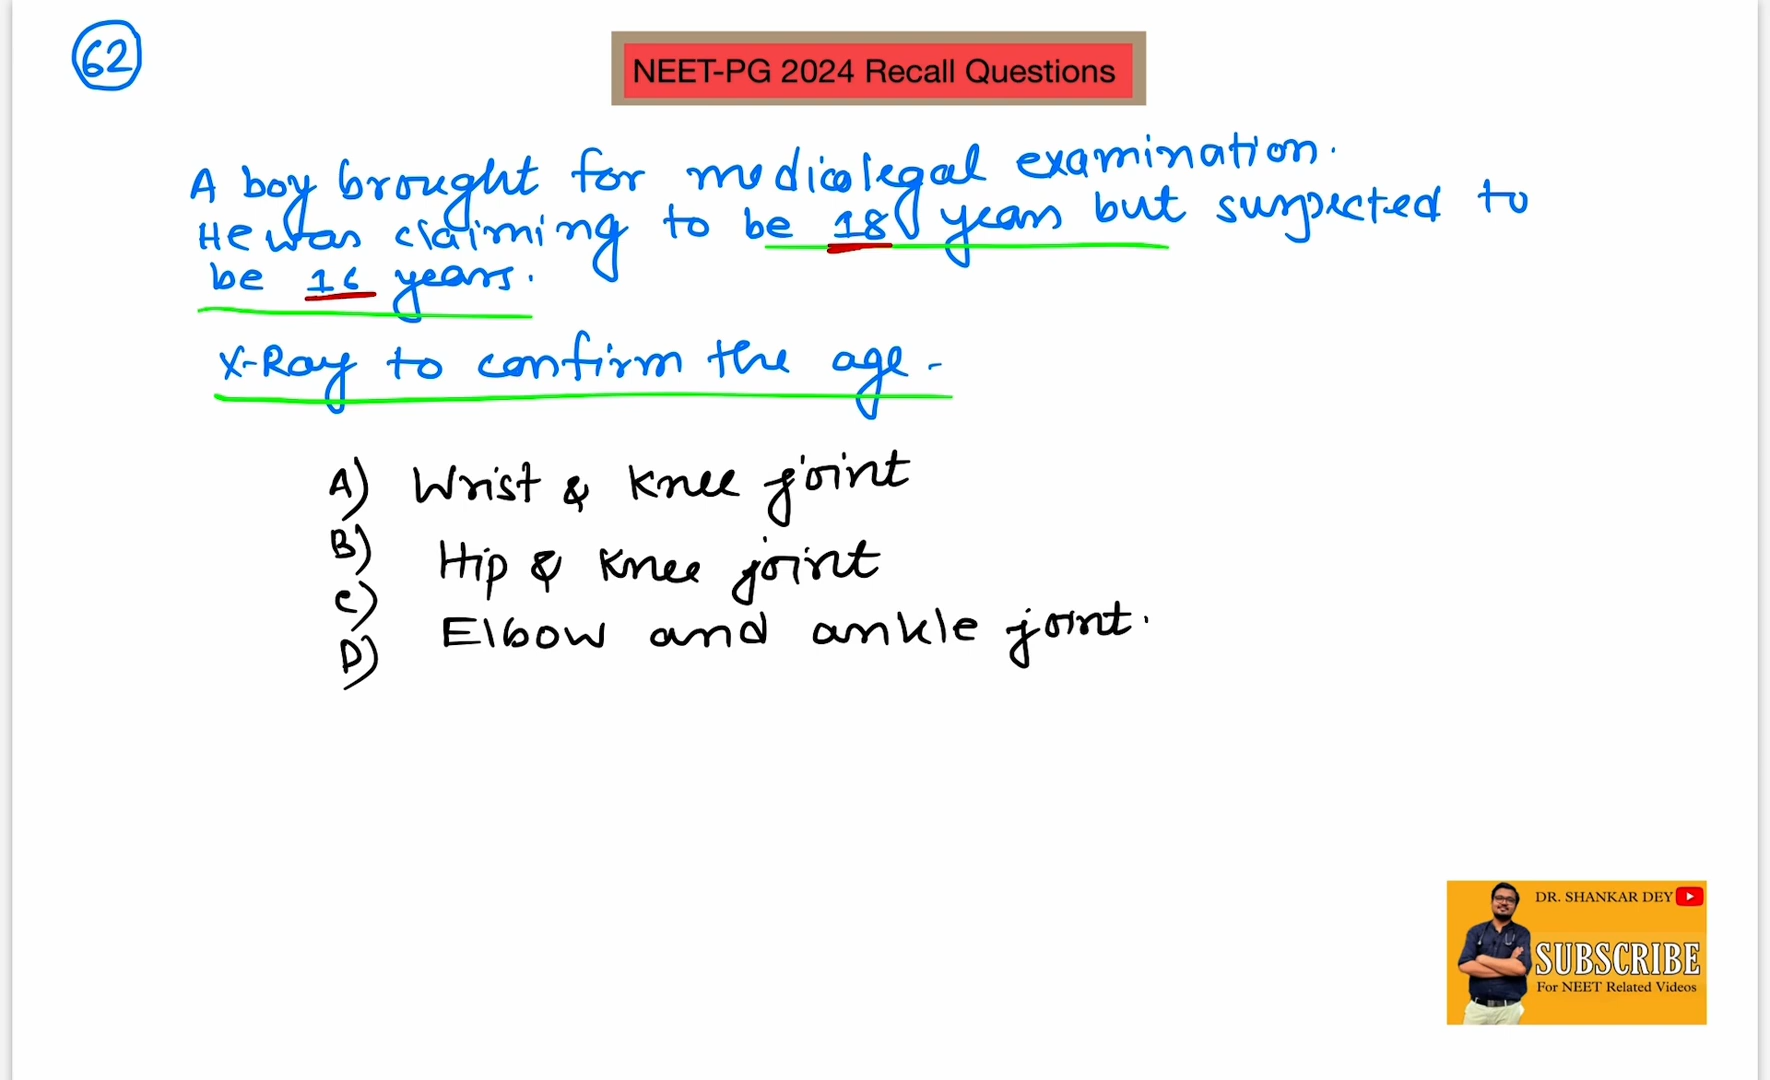 62
NEET-PG 2024 Recall Questions
A boy brought for medicolegal examination.
He was claiming to be 18 years but suspected to
be 16 years.
X-Ray to confirm the age -
A) Wrist & Knee joint
B) Hip & Knee joint
C) Elbow and ankle joint.
D)
DR. SHANKAR DEY
SUBSCRIBE
For NEET Related Videos